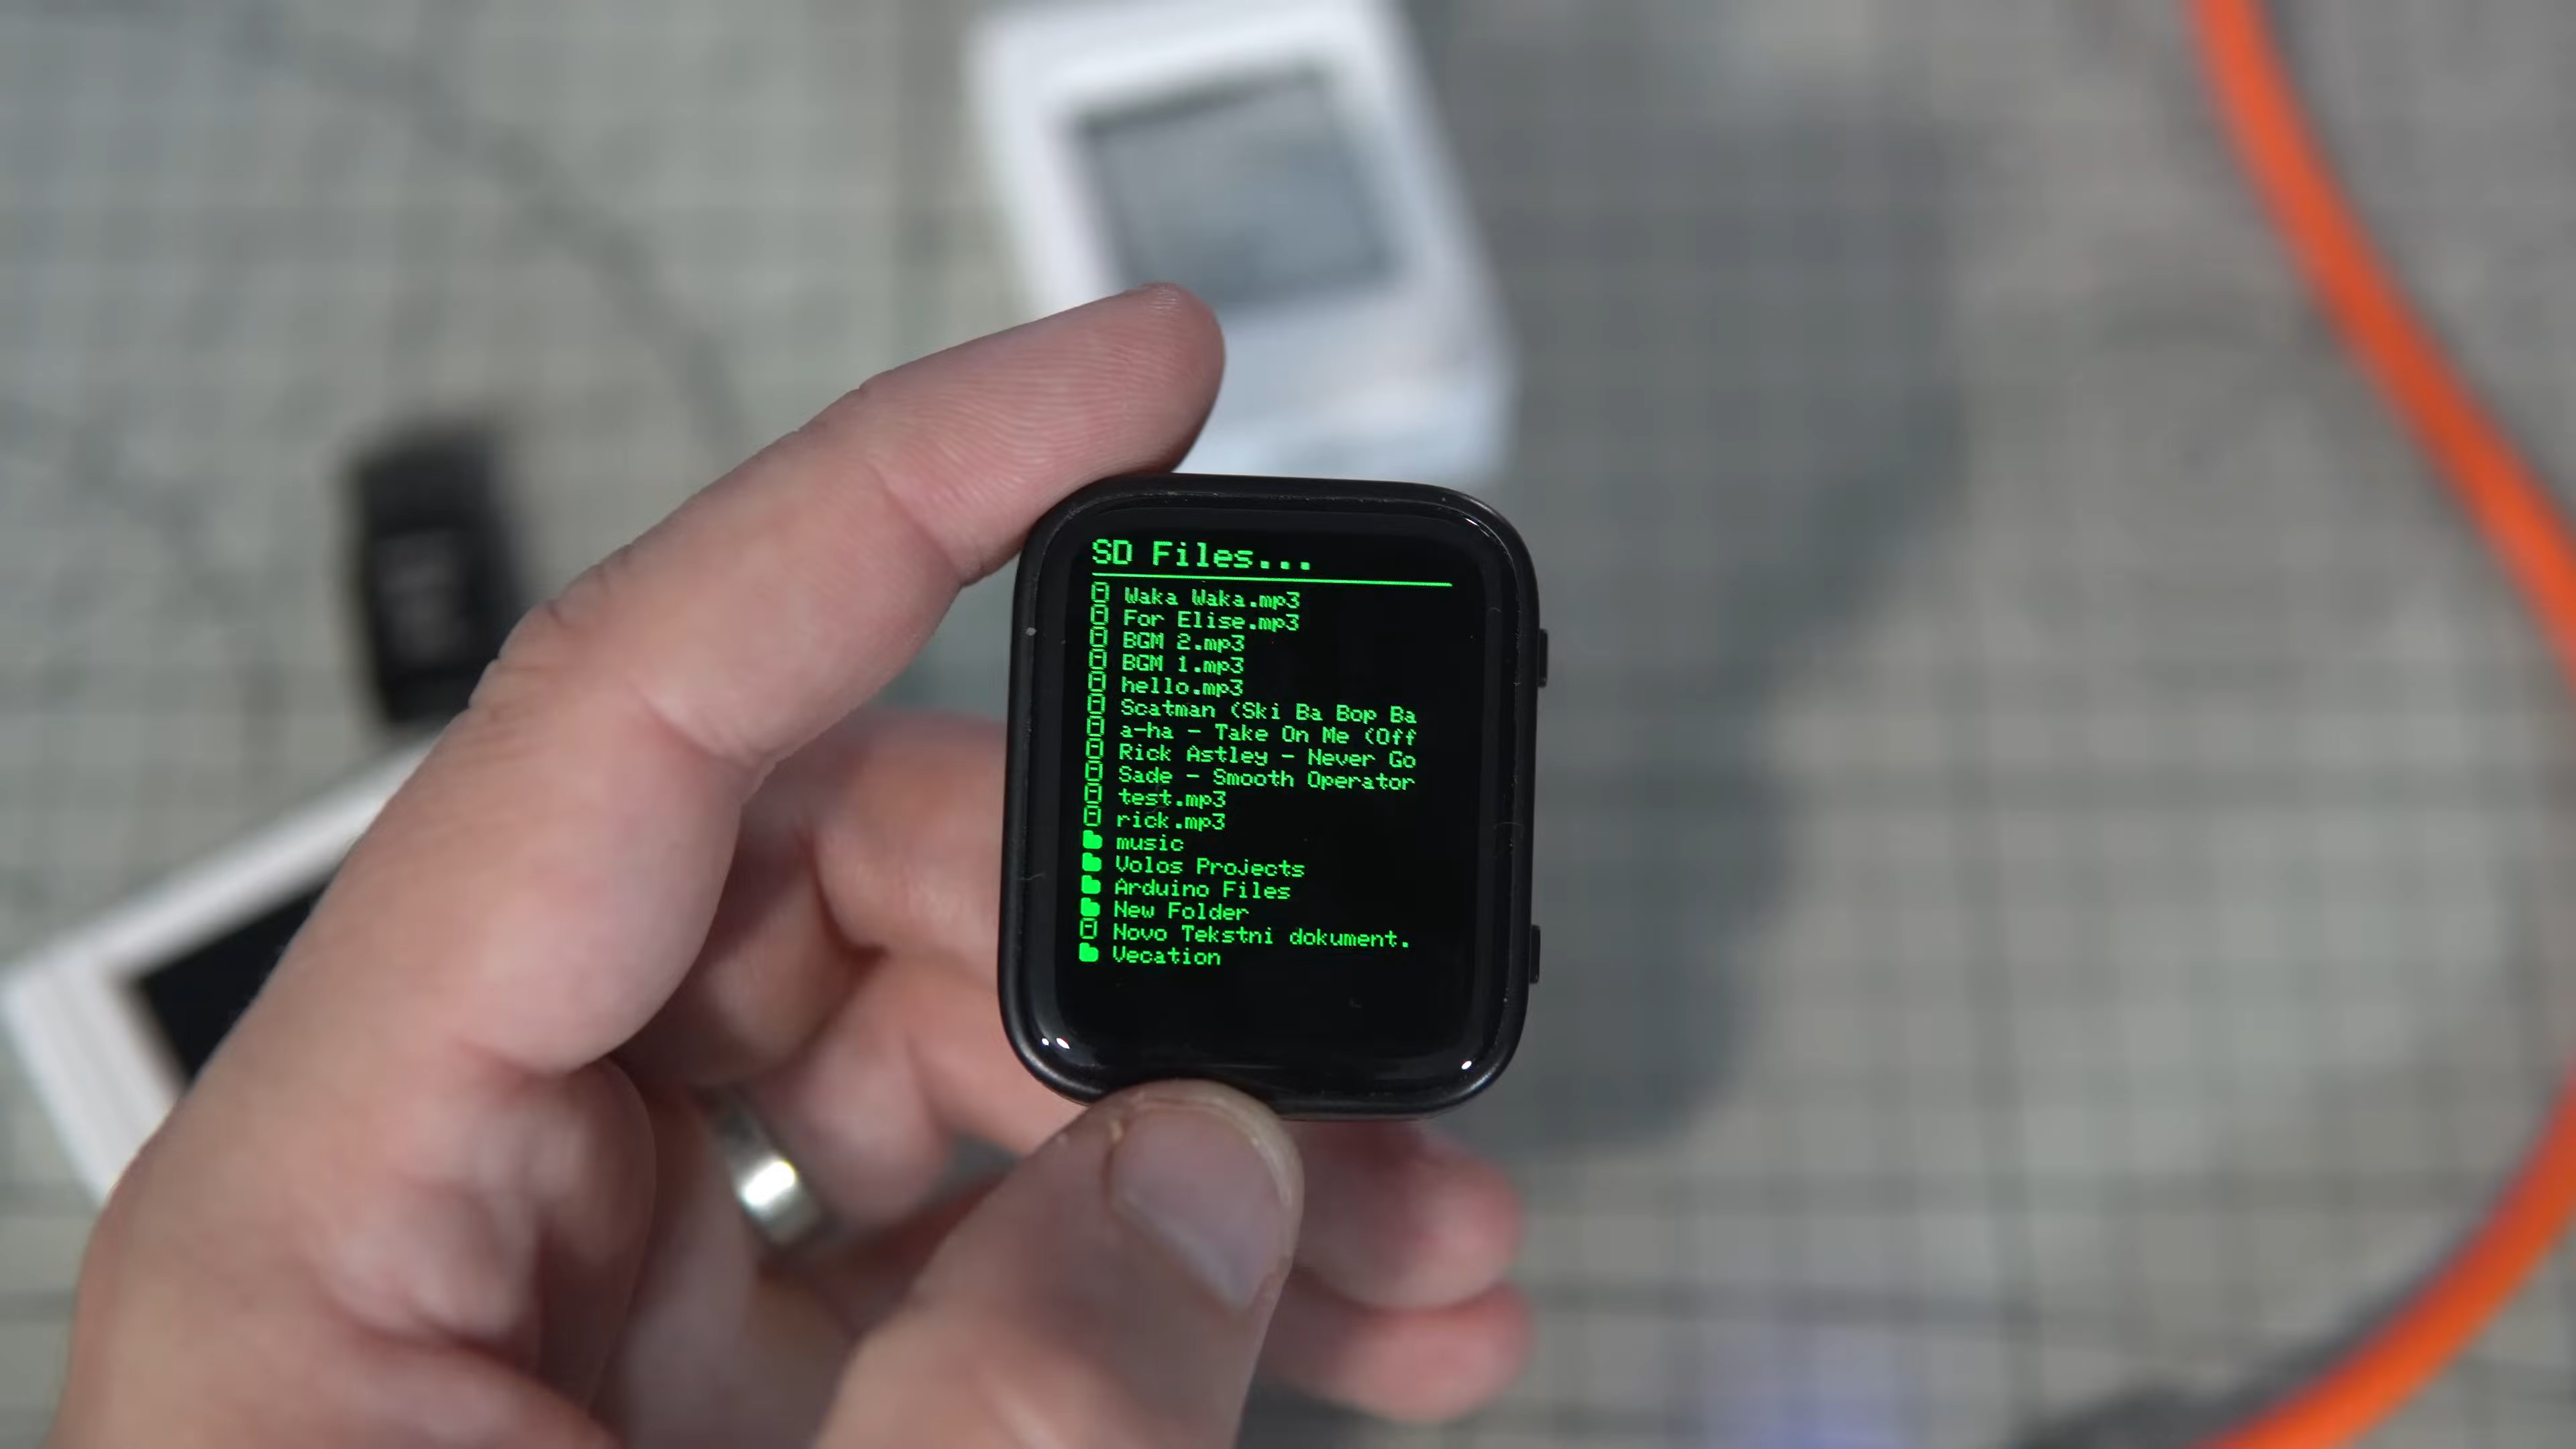 SD Files...
Waka Waka.mp3
For Elise.mp3
BGM 2.mp3
BGM 1.mp3
hello.mp3
Scatman (Ski Ba Bop Ba
a-ha - Take On Me (Off
Rick Astley - Never Go
Sade - Smooth Operator
test.mp3
rick.mp3
music
Volos Projects
Arduino Files
New Folder
Novo Tekstni dokument.
Vecation